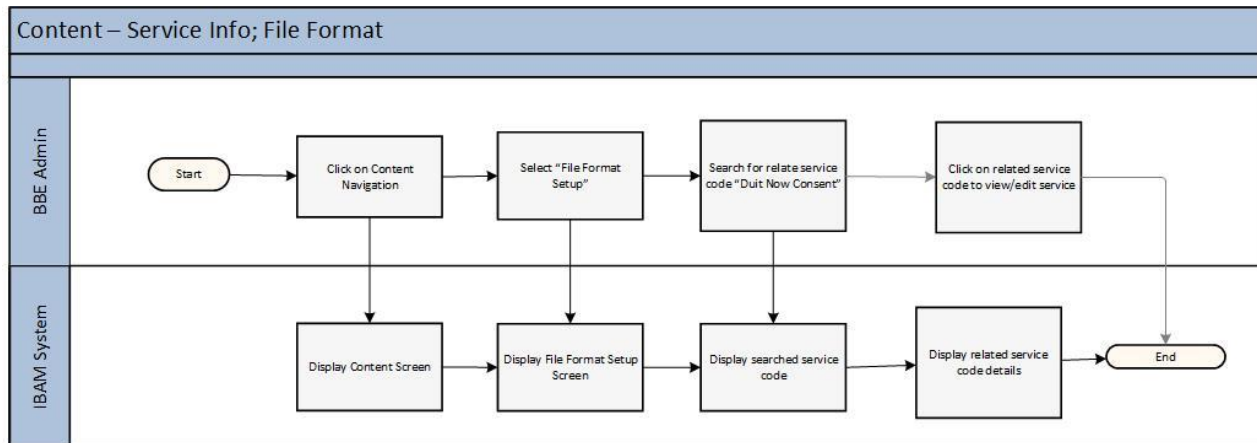 Content – Service Info; File Format
BBE Admin
Start
Click on Content
Navigation
Select “File Format
Setup”
Search for relate service
code “Duit Now Consent”
Click on related service
code to view/edit service
IBAM System
Display Content Screen
Display File Format Setup
Screen
Display searched service
code
Display related service
code details
End